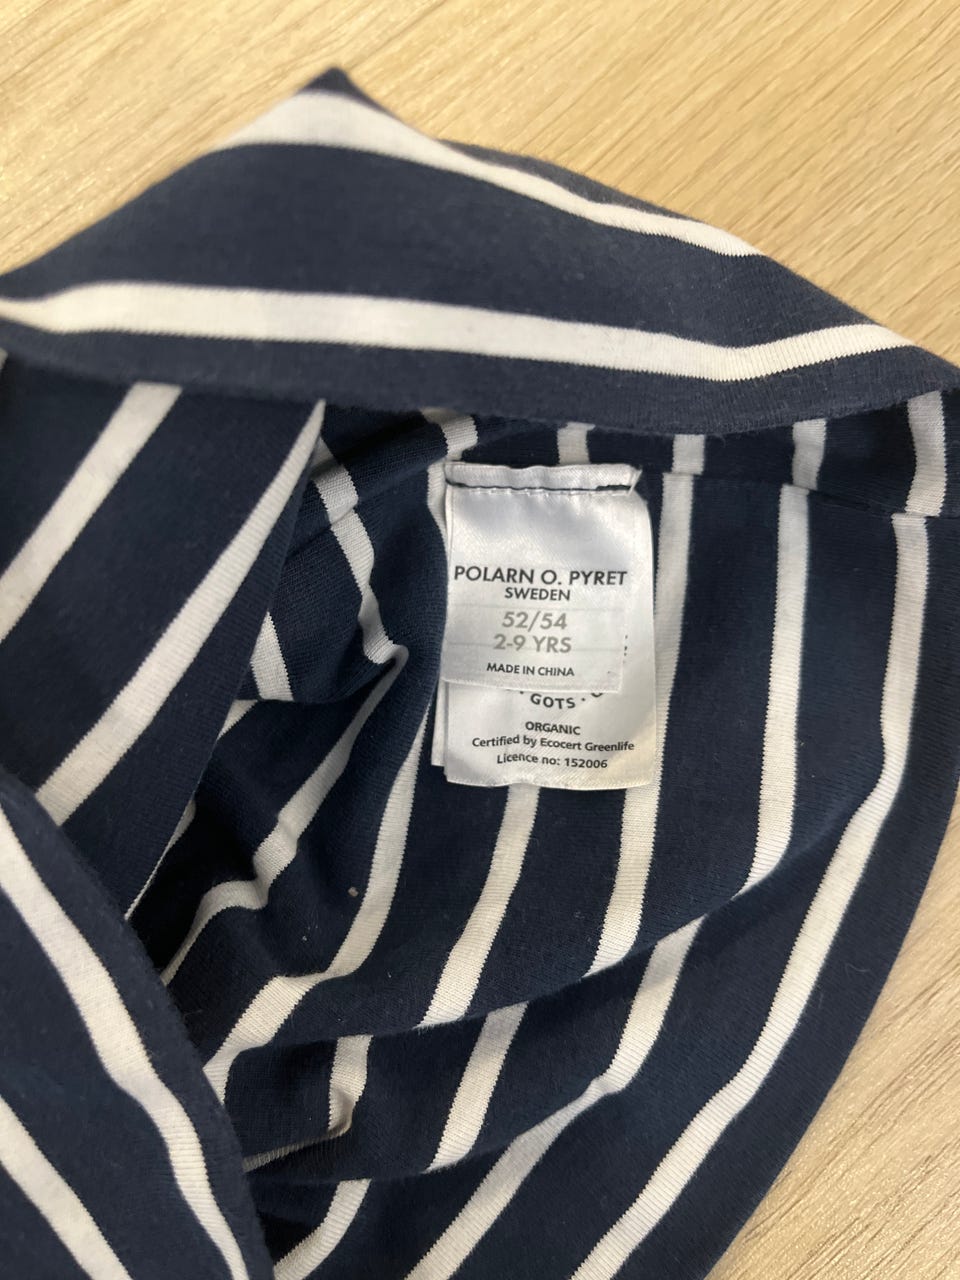 POLARN O. PYRET
SWEDEN
52/54
2-9 YRS
MADE IN CHINA
GOTS
ORGANIC
Certified by Ecocert Greenlife
Licence no: 152006